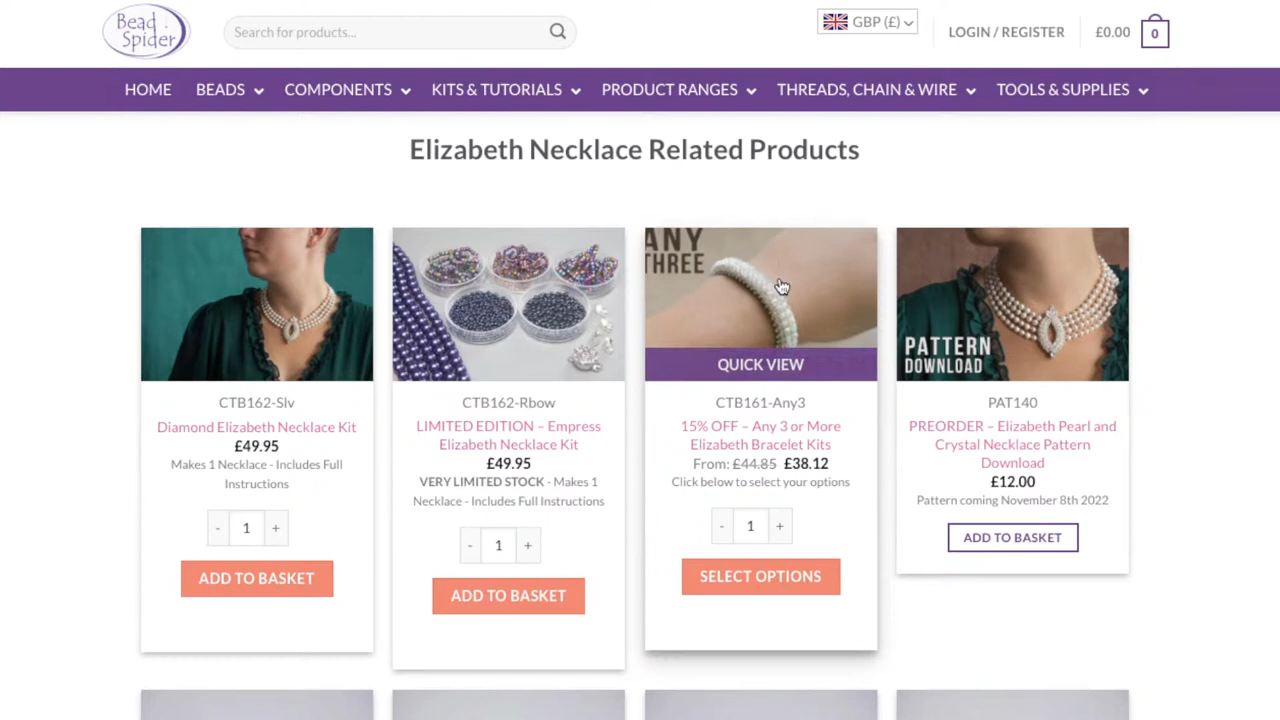 Bead
Spider
Search for products...
GBP (£)
LOGIN / REGISTER
£0.00
0
HOME
BEADS
COMPONENTS
KITS & TUTORIALS
PRODUCT RANGES
THREADS, CHAIN & WIRE
TOOLS & SUPPLIES
Elizabeth Necklace Related Products
CTB162-Slv
Diamond Elizabeth Necklace Kit
£49.95
Makes 1 Necklace - Includes Full
Instructions
- 1 +
ADD TO BASKET
CTB162-Rbow
LIMITED EDITION – Empress
Elizabeth Necklace Kit
£49.95
VERY LIMITED STOCK - Makes 1
Necklace - Includes Full Instructions
- 1 +
ADD TO BASKET
ANY
THREE
QUICK VIEW
CTB161-Any3
15% OFF – Any 3 or More
Elizabeth Bracelet Kits
From: £44.85 £38.12
Click below to select your options
- 1 +
SELECT OPTIONS
PATTERN
DOWNLOAD
PAT140
PREORDER – Elizabeth Pearl and
Crystal Necklace Pattern
Download
£12.00
Pattern coming November 8th 2022
ADD TO BASKET